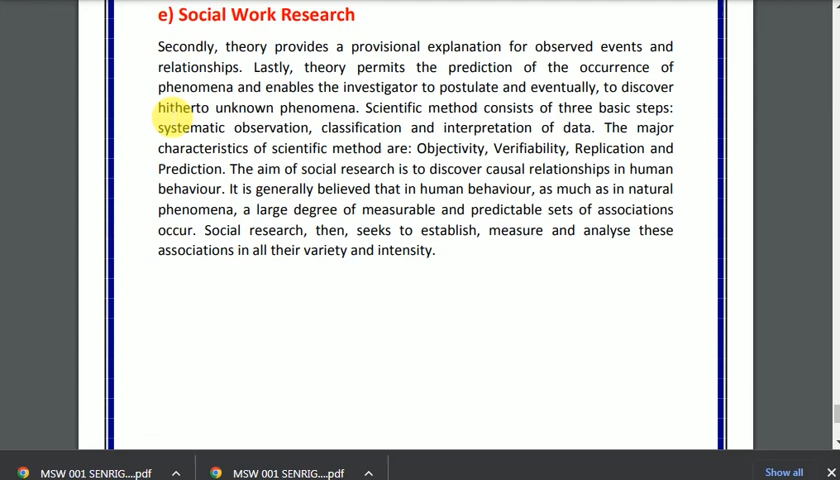 e) Social Work Research
Secondly, theory provides a provisional explanation for observed events and
relationships. Lastly, theory permits the prediction of the occurrence of
phenomena and enables the investigator to postulate and eventually, to discover
hitherto unknown phenomena. Scientific method consists of three basic steps:
systematic observation, classification and interpretation of data. The major
characteristics of scientific method are: Objectivity, Verifiability, Replication and
Prediction. The aim of social research is to discover causal relationships in human
behaviour. It is generally believed that in human behaviour, as much as in natural
phenomena, a large degree of measurable and predictable sets of associations
occur. Social research, then, seeks to establish, measure and analyse these
associations in all their variety and intensity.
MSW 001 SENRIG....pdf
MSW 001 SENRIG....pdf
Show all